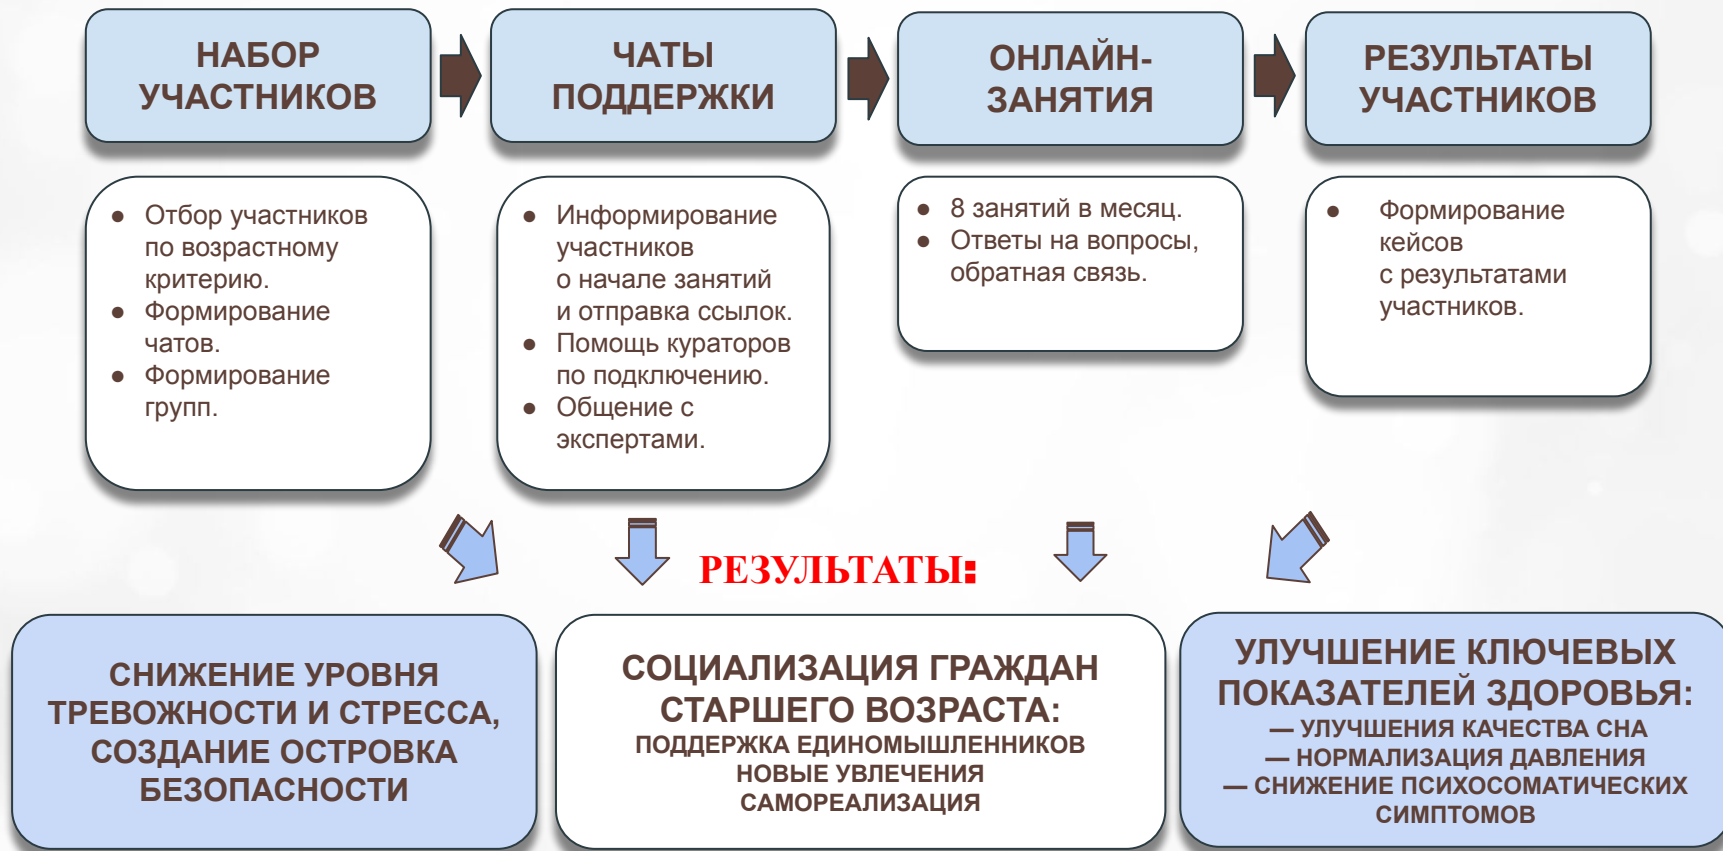 НАБОР
УЧАСТНИКОВ
ЧАТЫ
ПОДДЕРЖКИ
ОНЛАЙН-
ЗАНЯТИЯ
РЕЗУЛЬТАТЫ
УЧАСТНИКОВ
● Отбор участников
по возрастному
критерию.
● Формирование
чатов.
● Формирование
групп.
● Информирование
участников
о начале занятий
и отправка ссылок.
● Помощь кураторов
по подключению.
● Общение с
экспертами.
● 8 занятий в месяц.
● Ответы на вопросы,
обратная связь.
● Формирование
кейсов
с результатами
участников.
РЕЗУЛЬТАТЫ:
СНИЖЕНИЕ УРОВНЯ
ТРЕВОЖНОСТИ И СТРЕССА,
СОЗДАНИЕ ОСТРОВКА
БЕЗОПАСНОСТИ
СОЦИАЛИЗАЦИЯ ГРАЖДАН
СТАРШЕГО ВОЗРАСТА:
ПОДДЕРЖКА ЕДИНОМЫШЛЕННИКОВ
НОВЫЕ УВЛЕЧЕНИЯ
САМОРЕАЛИЗАЦИЯ
УЛУЧШЕНИЕ КЛЮЧЕВЫХ
ПОКАЗАТЕЛЕЙ ЗДОРОВЬЯ:
— УЛУЧШЕНИЯ КАЧЕСТВА СНА
— НОРМАЛИЗАЦИЯ ДАВЛЕНИЯ
— СНИЖЕНИЕ ПСИХОСОМАТИЧЕСКИХ
СИМПТОМОВ